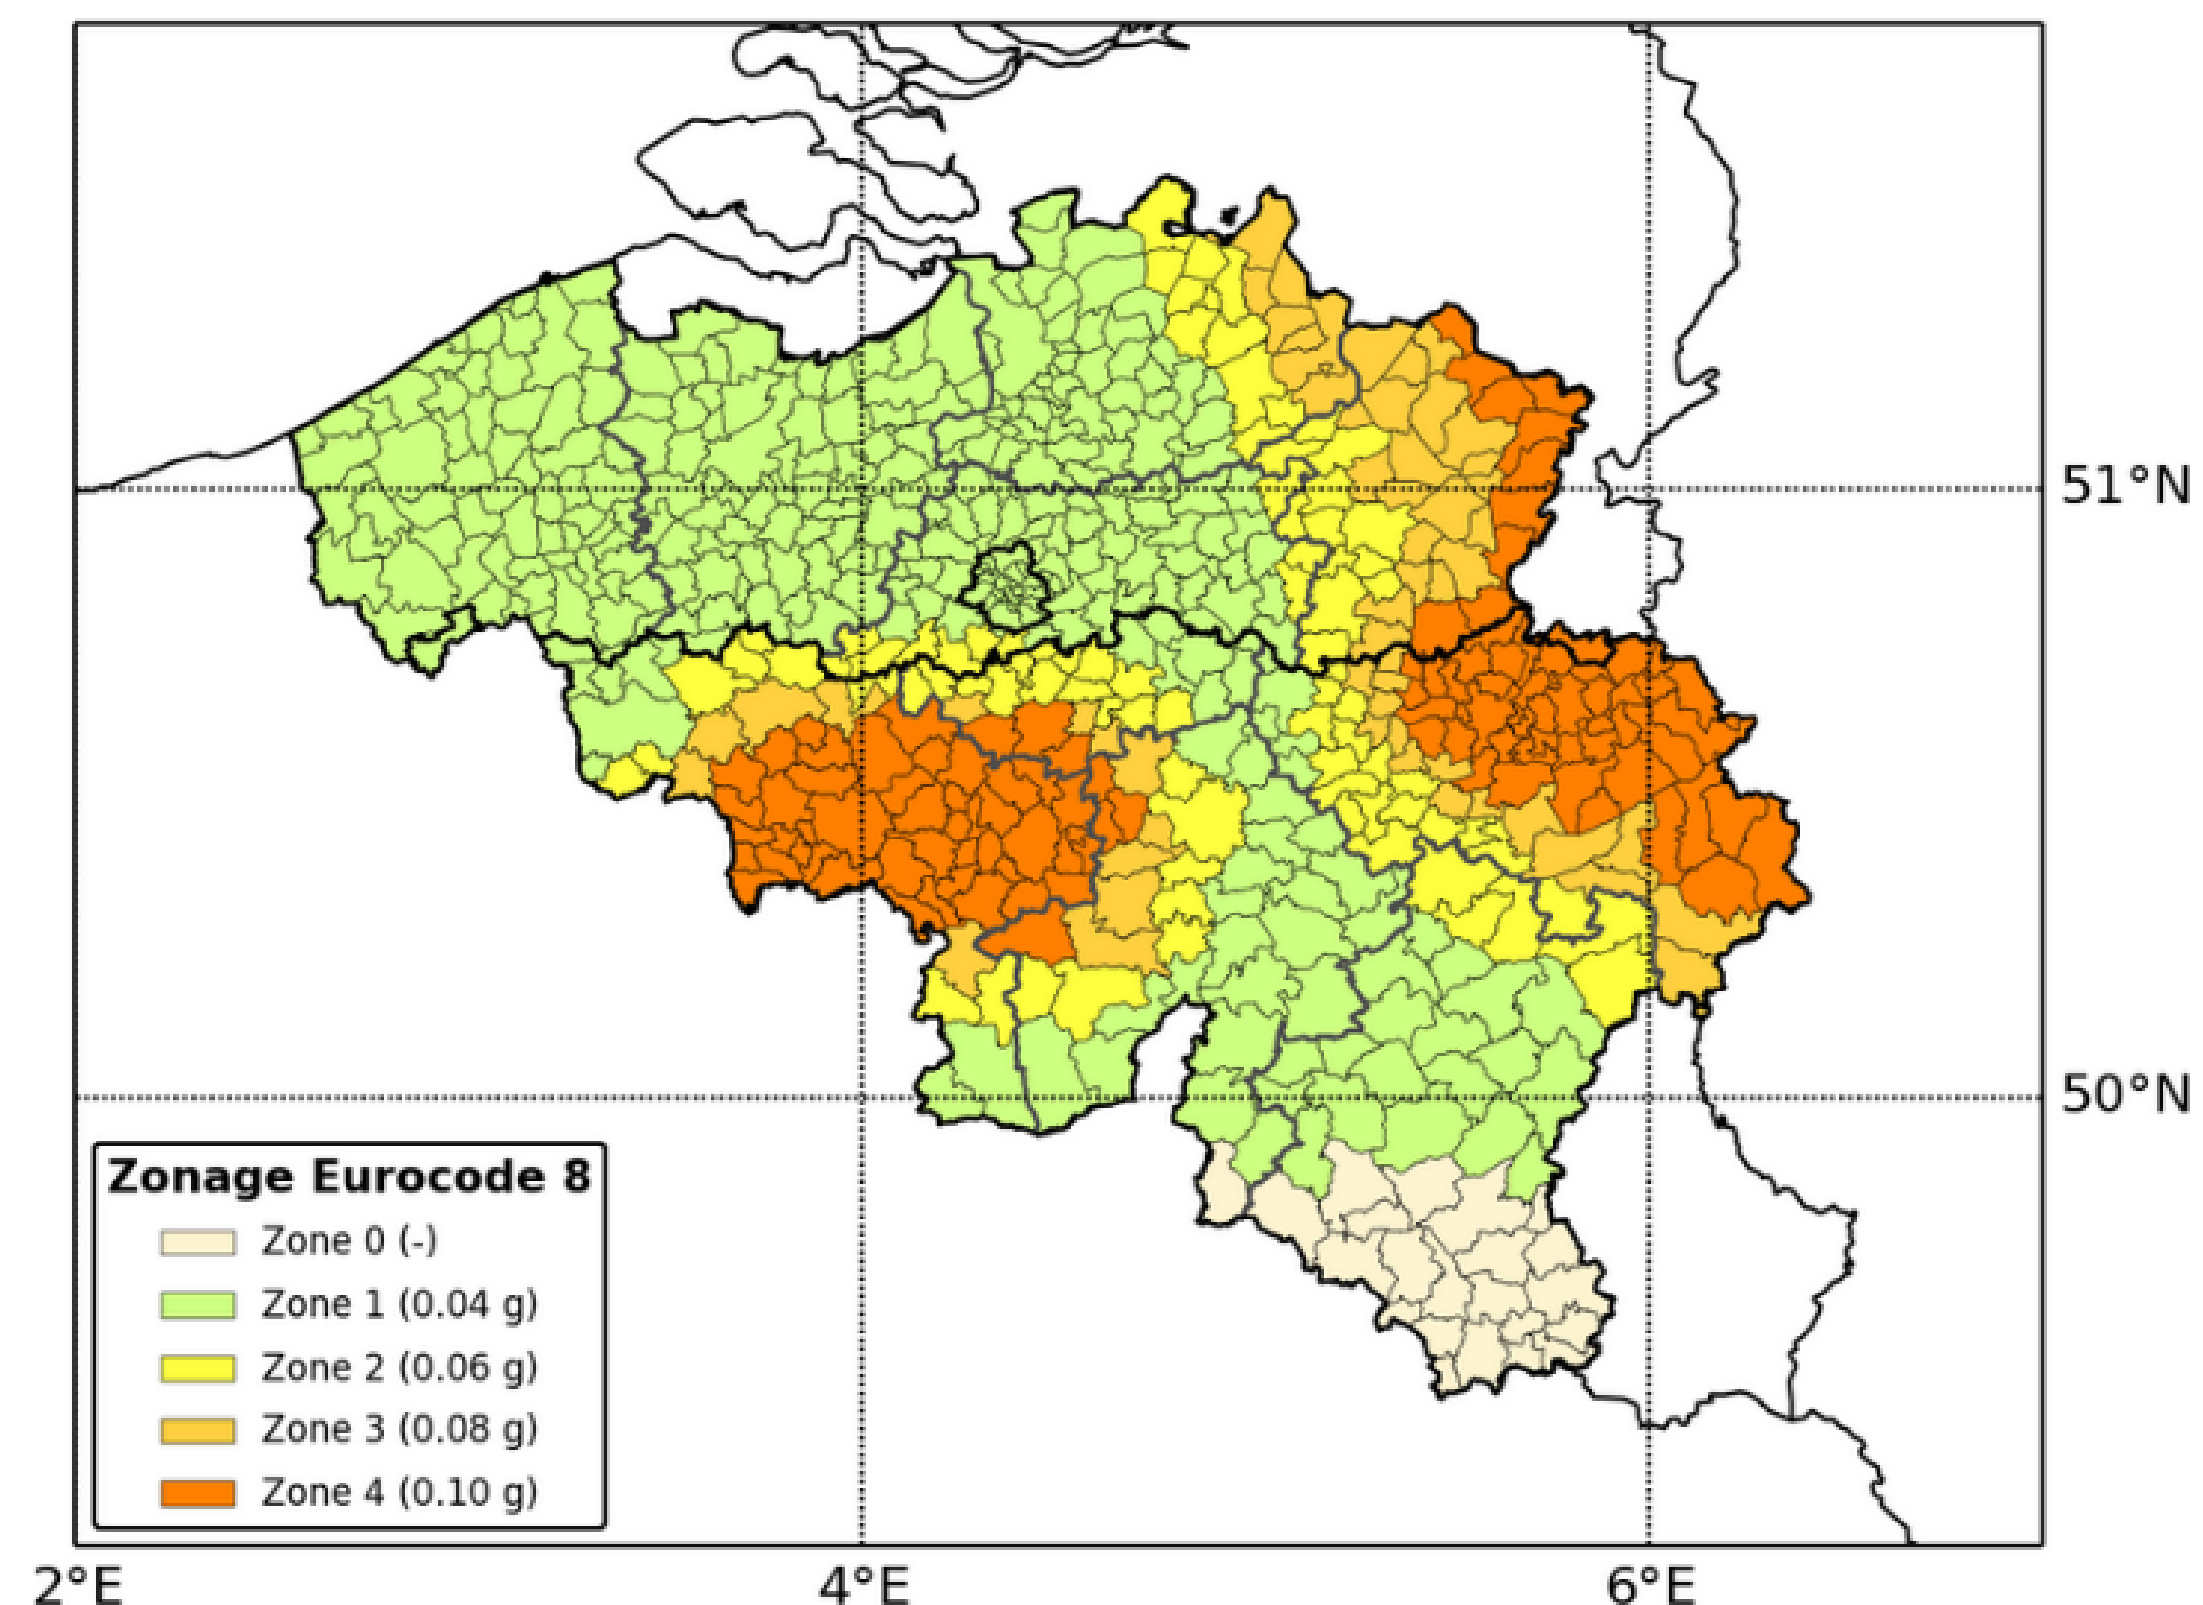 51°N
50°N
Zonage Eurocode 8
Zone 0 (-)
Zone 1 (0.04 g)
Zone 2 (0.06 g)
Zone 3 (0.08 g)
Zone 4 (0.10 g)
2°E 4°E 6°E